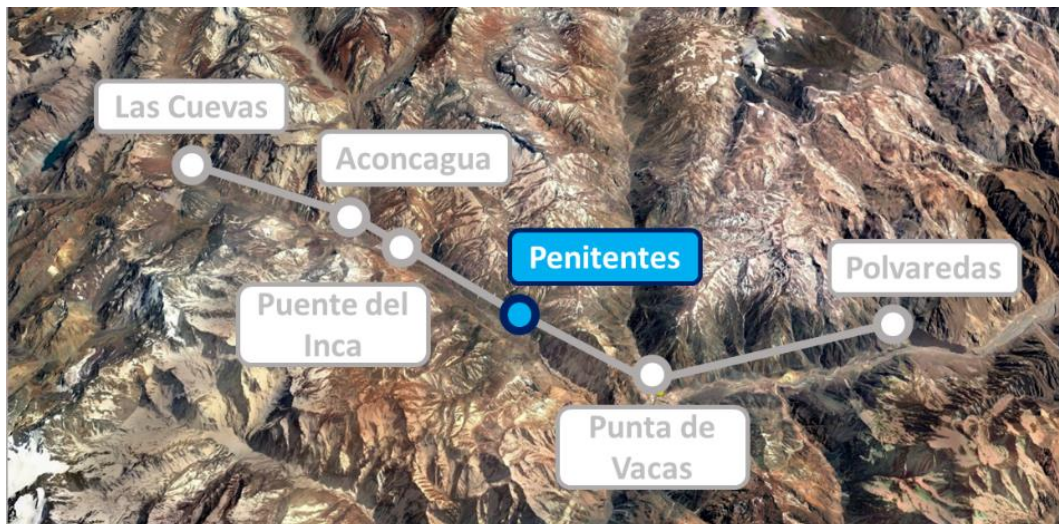 Las Cuevas
Aconcagua
Puente del
Inca
Penitentes
Polvaredas
Punta de
Vacas